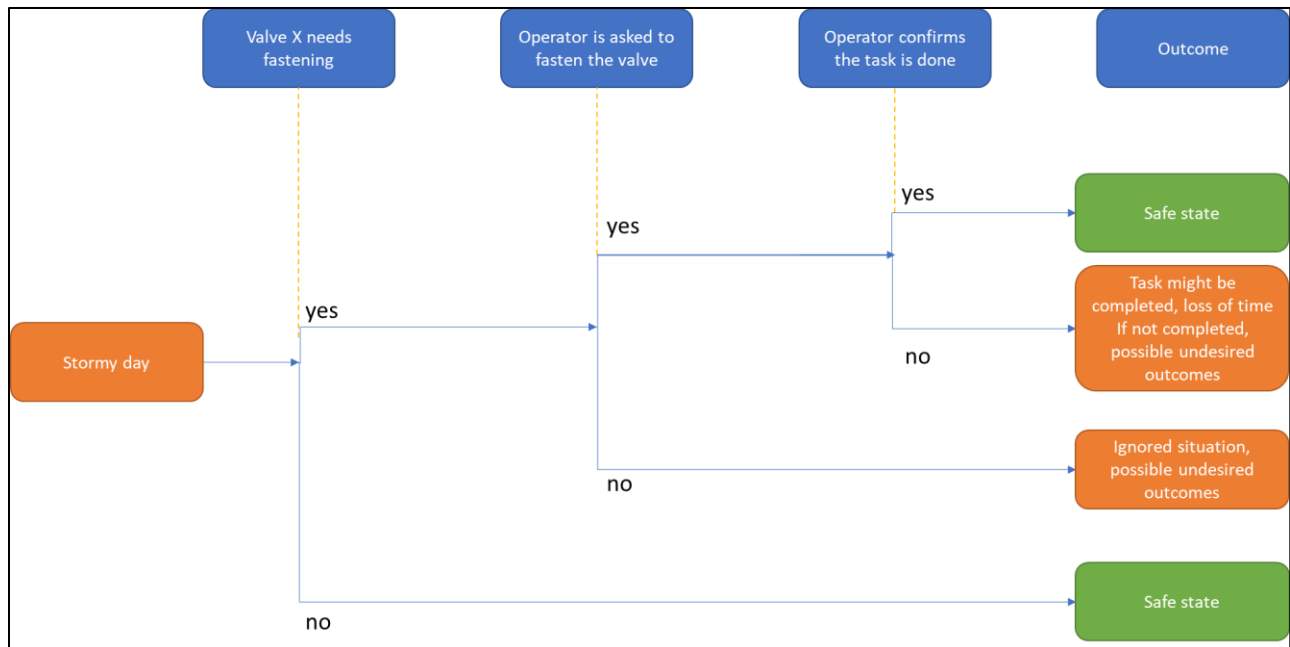 Valve X needs
fastening
Operator is asked to
fasten the valve
Operator confirms
the task is done
Outcome
yes
Safe state
yes
Task might be
completed, loss of time
If not completed,
possible undesired
outcomes
yes
Stormy day
no
Ignored situation,
possible undesired
outcomes
no
Safe state
no